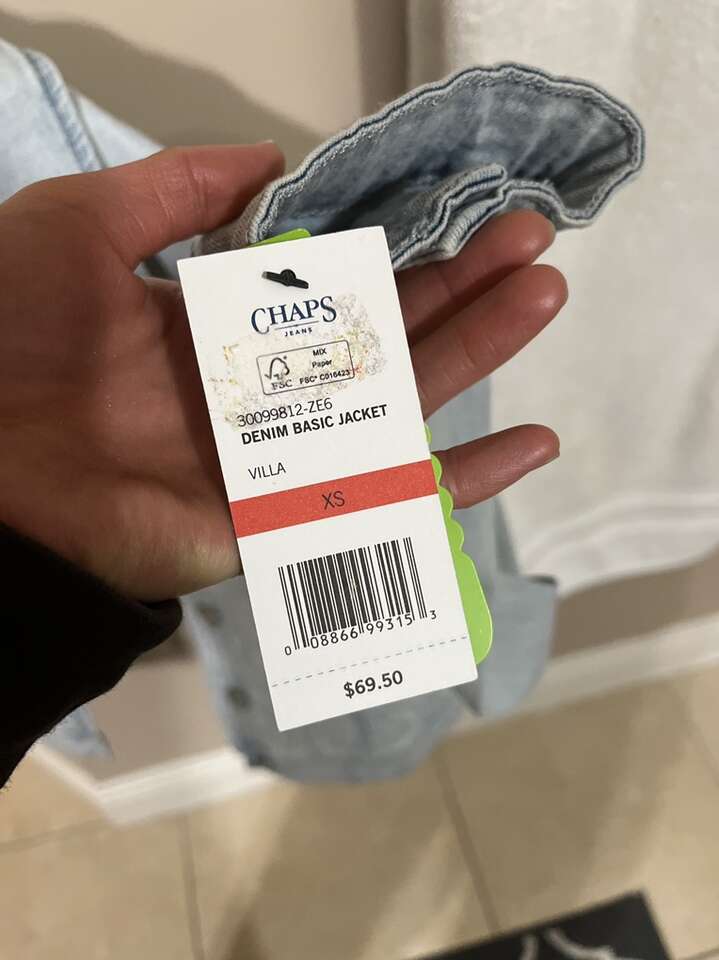 CHAPS
JEANS
MIX
Paper
FSC
FSC® C016423
30099812-ZE6
DENIM BASIC JACKET
VILLA
XS
0 08866 99315 3
$69.50